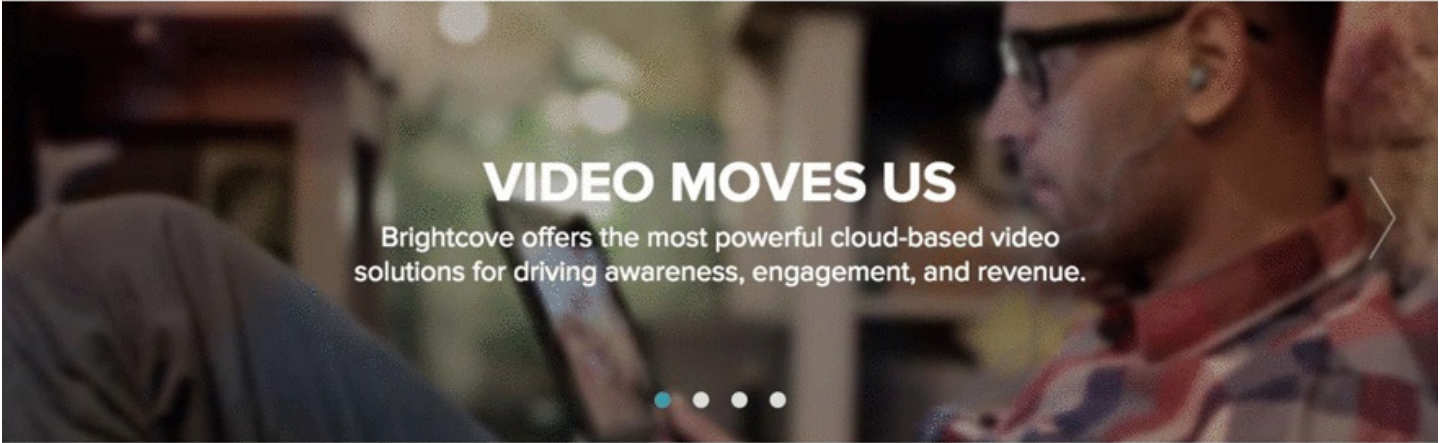 VIDEO MOVES US
Brightcove offers the most powerful cloud-based video
solutions for driving awareness, engagement, and revenue.